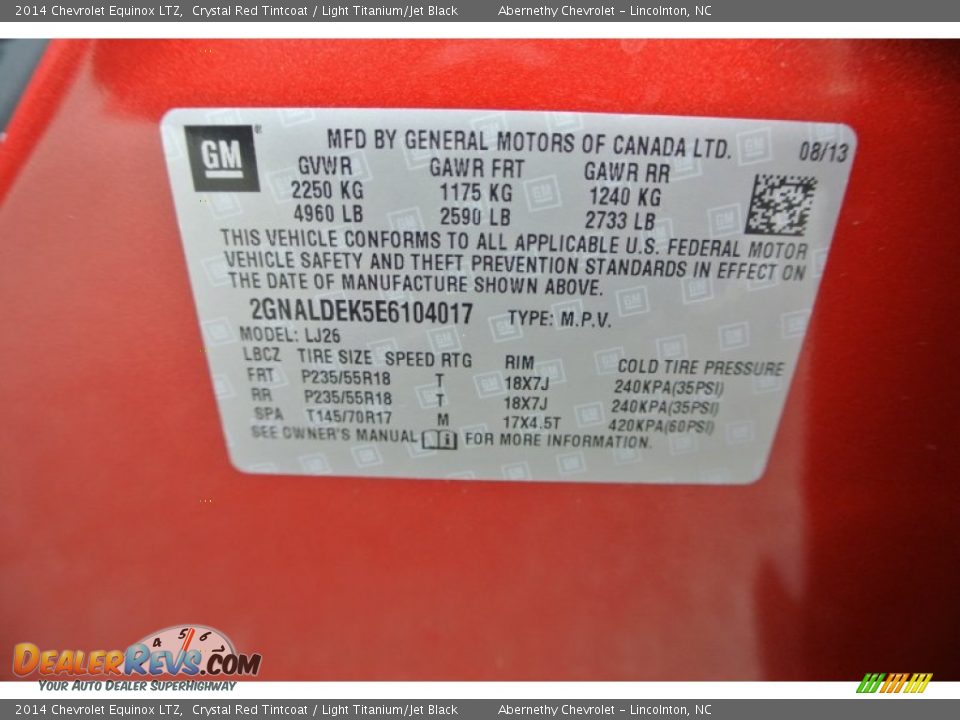 2014 Chevrolet Equinox LTZ, Crystal Red Tintcoat / Light Titanium/Jet Black Abernethy Chevrolet - Lincolnton, NC
GM®
MFD BY GENERAL MOTORS OF CANADA LTD. 08/13
GVWR GAWR FRT GAWR RR
2250 KG 1175 KG 1240 KG
4960 LB 2590 LB 2733 LB
THIS VEHICLE CONFORMS TO ALL APPLICABLE U.S. FEDERAL MOTOR
VEHICLE SAFETY AND THEFT PREVENTION STANDARDS IN EFFECT ON
THE DATE OF MANUFACTURE SHOWN ABOVE.
2GNALDEK5E6104017 TYPE: M.P.V.
MODEL: LJ26
LBCZ TIRE SIZE SPEED RTG RIM COLD TIRE PRESSURE
FRT P235/55R18 T 18X7J 240KPA(35PSI)
RR P235/55R18 T 18X7J 240KPA(35PSI)
SPA T145/70R17 M 17X4.5T 420KPA(60PSI)
SEE OWNER'S MANUAL FOR MORE INFORMATION.
4 5 6 7
DEALERREVS.COM
YOUR AUTO DEALER SUPERHIGHWAY
2014 Chevrolet Equinox LTZ, Crystal Red Tintcoat / Light Titanium/Jet Black Abernethy Chevrolet - Lincolnton, NC